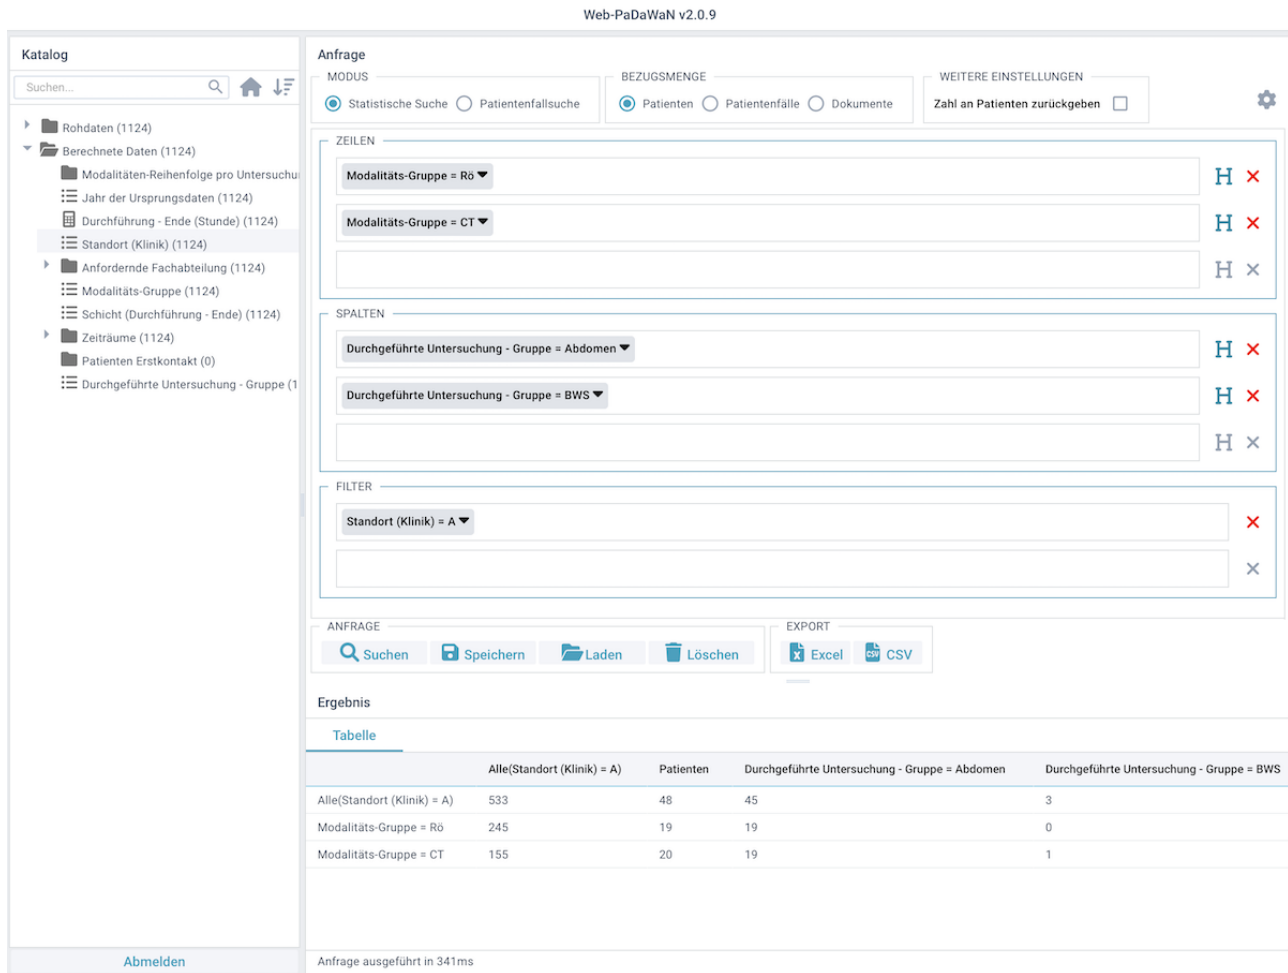 Web-PaDaWaN v2.0.9
Katalog
Suchen...
Rohdaten (1124)
Berechnete Daten (1124)
Modalitäten-Reihenfolge pro Untersuchu
Jahr der Ursprungsdaten (1124)
Durchführung - Ende (Stunde) (1124)
Standort (Klinik) (1124)
Anfordernde Fachabteilung (1124)
Modalitäts-Gruppe (1124)
Schicht (Durchführung - Ende) (1124)
Zeiträume (1124)
Patienten Erstkontakt (0)
Durchgeführte Untersuchung - Gruppe (1
Abmelden
Anfrage
MODUS
Statistische Suche Patientenfallsuche
BEZUGSMENGE
Patienten Patientenfälle Dokumente
WEITERE EINSTELLUNGEN
Zahl an Patienten zurückgeben
ZEILEN
Modalitäts-Gruppe = Rö H
Modalitäts-Gruppe = CT H
H
SPALTEN
Durchgeführte Untersuchung - Gruppe = Abdomen H
Durchgeführte Untersuchung - Gruppe = BWS H
H
FILTER
Standort (Klinik) = A
ANFRAGE
Suchen Speichern Laden Löschen
EXPORT
Excel CSV CSV
Ergebnis
Tabelle
Alle(Standort (Klinik) = A) Patienten Durchgeführte Untersuchung - Gruppe = Abdomen Durchgeführte Untersuchung - Gruppe = BWS
Alle(Standort (Klinik) = A) 533 48 45 3
Modalitäts-Gruppe = Rö 245 19 19 0
Modalitäts-Gruppe = CT 155 20 19 1
Anfrage ausgeführt in 341ms